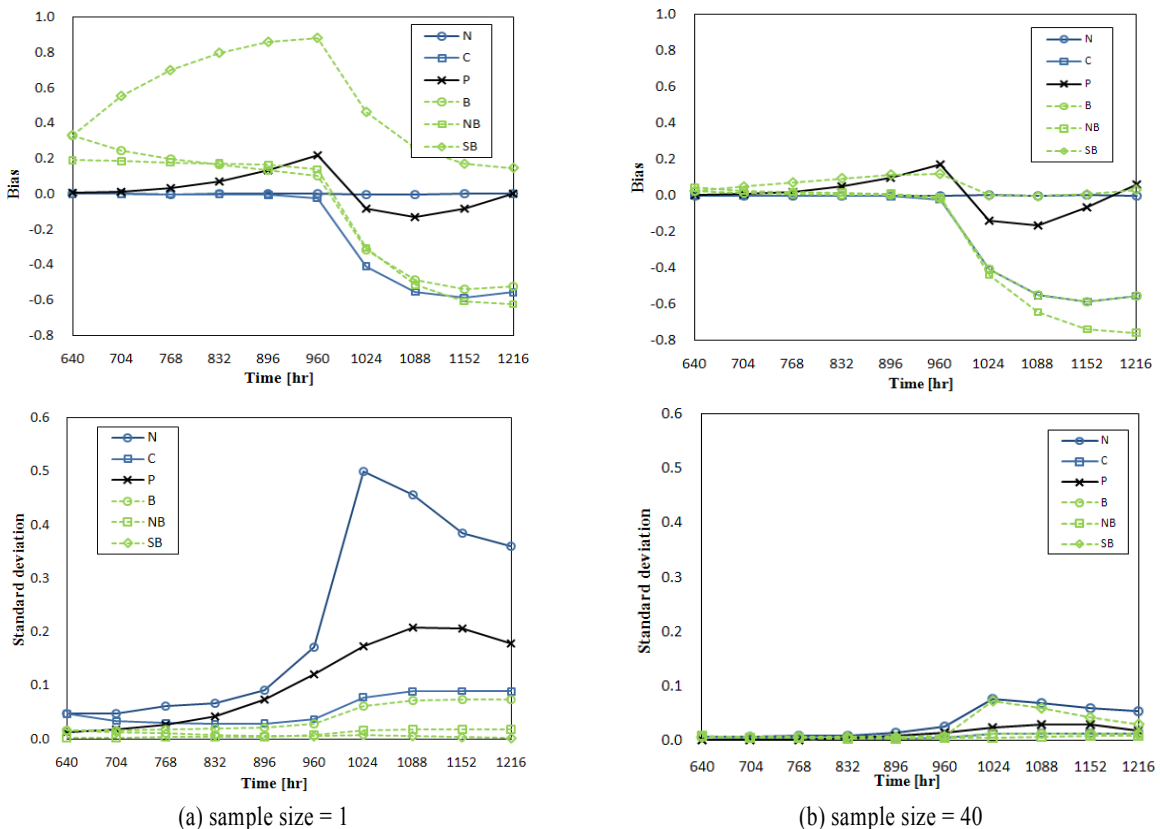 1.0
0.8
0.6
0.4
0.2
0.0
-0.2
-0.4
-0.6
-0.8
Bias
N
C
P
B
NB
SB
640 704 768 832 896 960 1024 1088 1152 1216
Time [hr]
1.0
0.8
0.6
0.4
0.2
0.0
-0.2
-0.4
-0.6
-0.8
Bias
N
C
P
B
NB
SB
640 704 768 832 896 960 1024 1088 1152 1216
Time [hr]
0.6
0.5
0.4
0.3
0.2
0.1
0.0
Standard deviation
N
C
P
B
NB
SB
640 704 768 832 896 960 1024 1088 1152 1216
Time [hr]
(a) sample size = 1
0.6
0.5
0.4
0.3
0.2
0.1
0.0
Standard deviation
N
C
P
B
NB
SB
640 704 768 832 896 960 1024 1088 1152 1216
Time [hr]
(b) sample size = 40